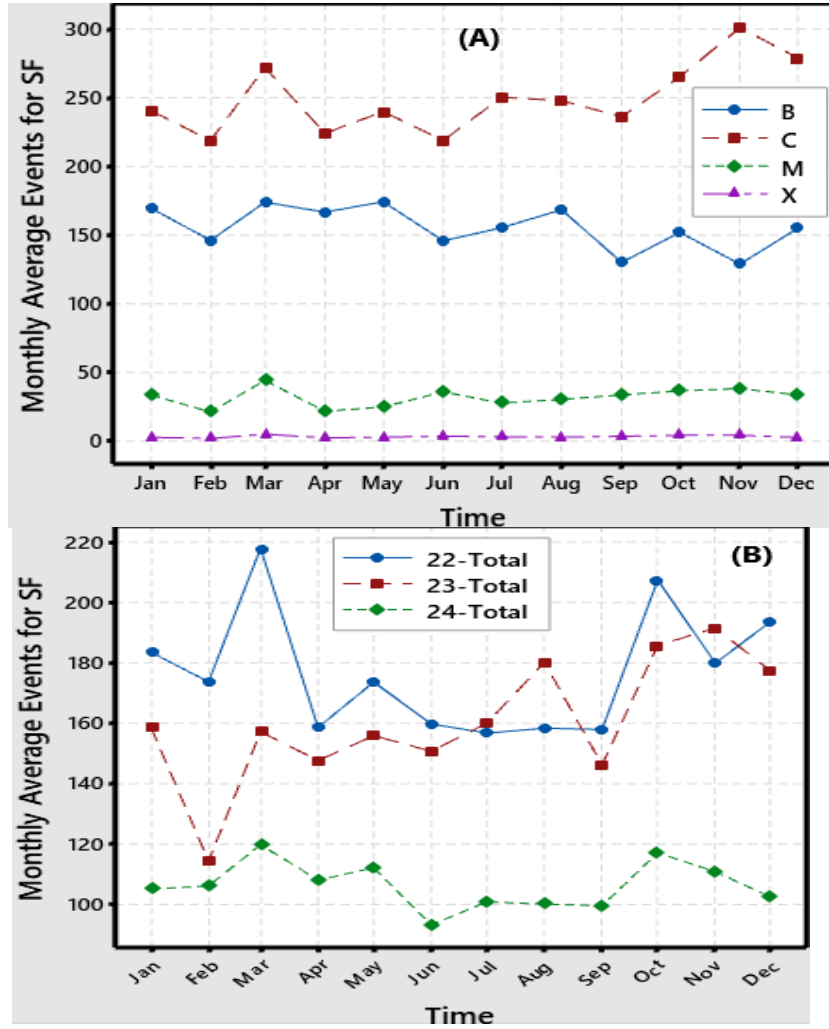 (A)
Monthly Average Events for SF
300
250
200
150
100
50
0
B
C
M
X
Jan Feb Mar Apr May Jun Jul Aug Sep Oct Nov Dec
Time
(B)
Monthly Average Events for SF
220
200
180
160
140
120
100
22-Total
23-Total
24-Total
Jan Feb Mar Apr May Jun Jul Aug Sep Oct Nov Dec
Time